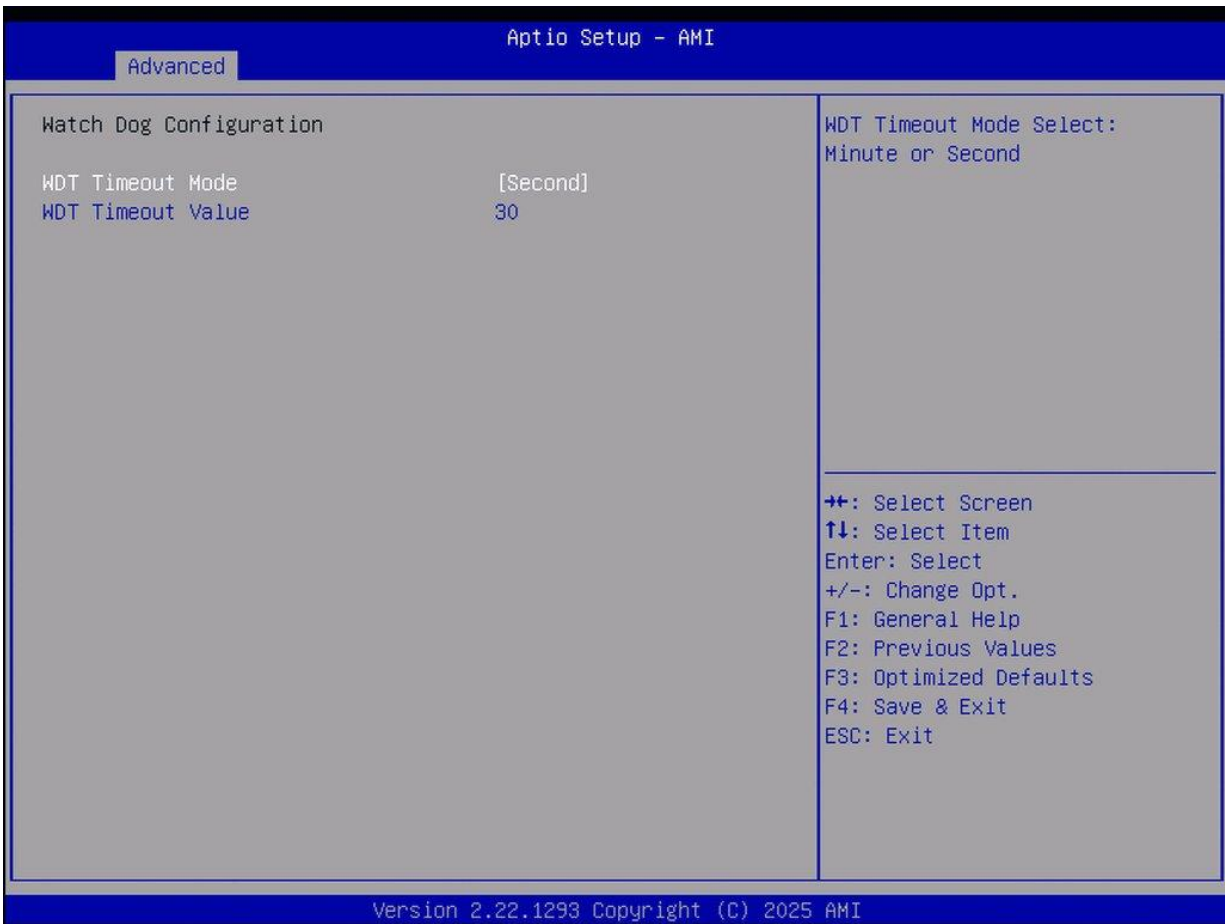 Aptio Setup – AMI
Advanced
Watch Dog Configuration
WDT Timeout Mode [Second]
WDT Timeout Value 30
WDT Timeout Mode Select:
Minute or Second
→←: Select Screen
↑↓: Select Item
Enter: Select
+/-: Change Opt.
F1: General Help
F2: Previous Values
F3: Optimized Defaults
F4: Save & Exit
ESC: Exit
Version 2.22.1293 Copyright (C) 2025 AMI